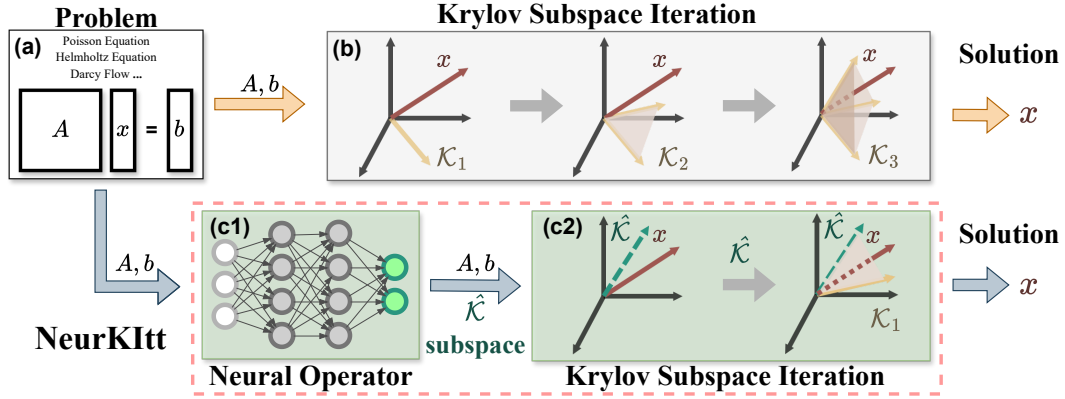 Problem
(a)
Poisson Equation
Helmholtz Equation
Darcy Flow ...
A x = b
A, b
Krylov Subspace Iteration
(b)
x
𝒦₁
x
𝒦₂
x
𝒦₃
Solution
x
A, b
NeurKItt
(c1)
Neural Operator
A, b
𝒦̂
subspace
(c2)
𝒦̂
x
𝒦̂
𝒦̂
x
𝒦₁
Krylov Subspace Iteration
Solution
x